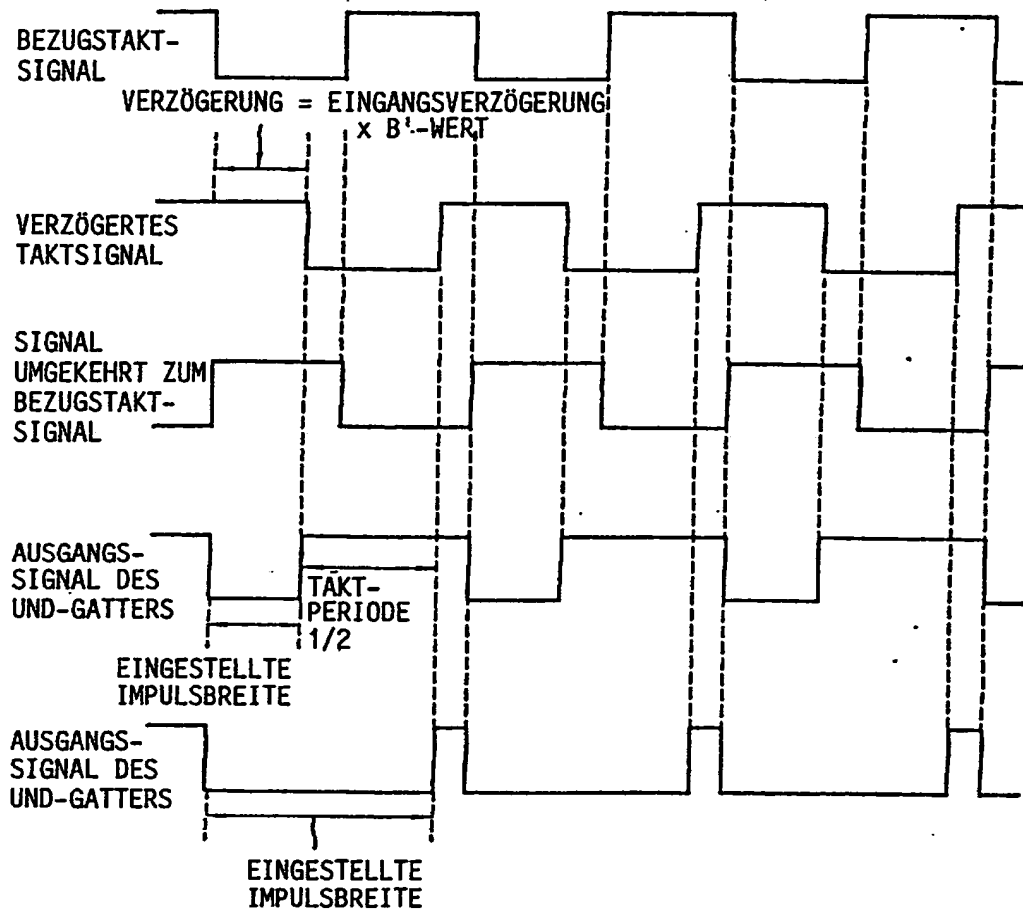 BEZUGSTAKT-
SIGNAL
VERZÖGERUNG = EINGANGSVERZÖGERUNG
x B'-WERT
VERZÖGERTES
TAKTSIGNAL
SIGNAL
UMGEKEHRT ZUM
BEZUGSTAKT-
SIGNAL
AUSGANGS-
SIGNAL DES
UND-GATTERS
TAKT-
PERIODE
1/2
EINGESTELLTE
IMPULSBREITE
AUSGANGS-
SIGNAL DES
UND-GATTERS
EINGESTELLTE
IMPULSBREITE